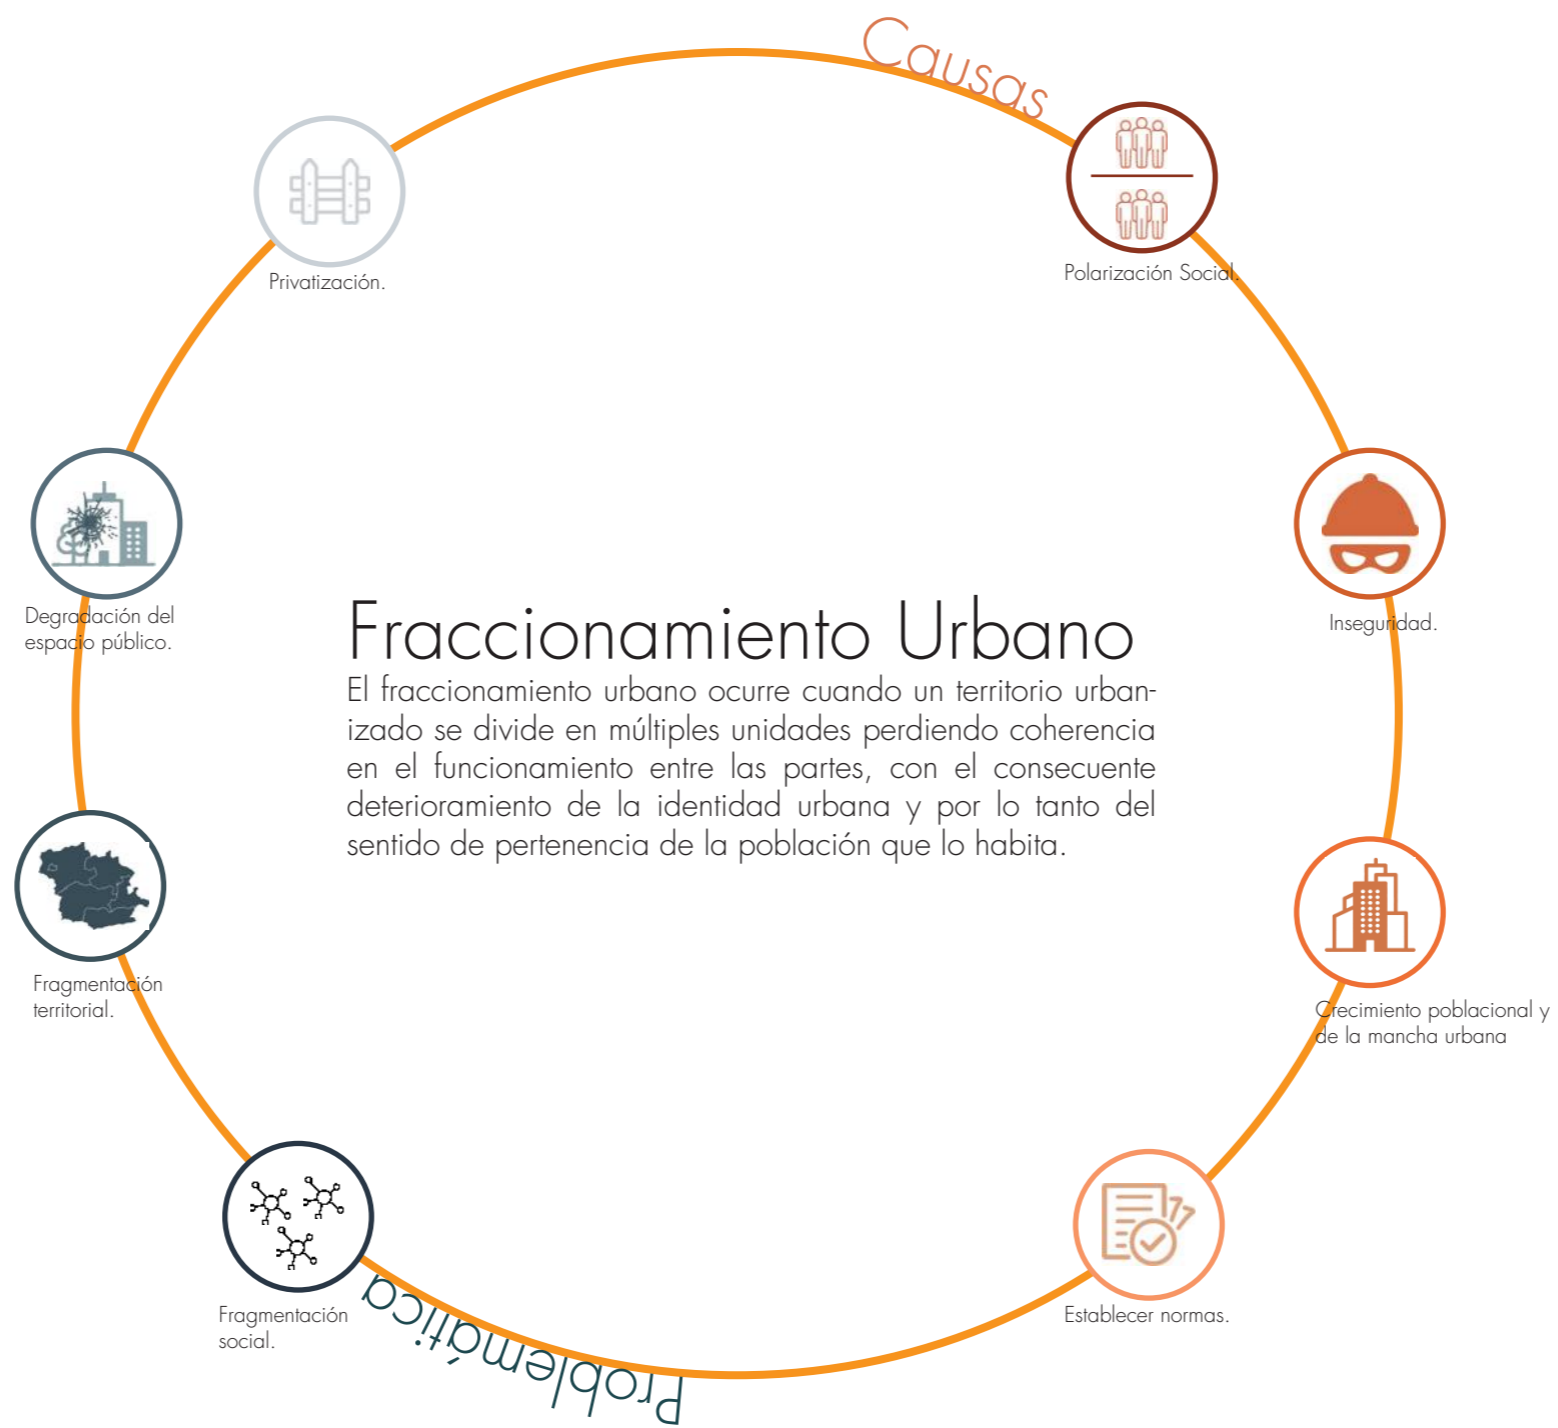 Causas
Privatización.
Polarización Social.
Degradación del
espacio público.
Inseguridad.
Fraccionamiento Urbano
El fraccionamiento urbano ocurre cuando un territorio urban-
izado se divide en múltiples unidades perdiendo coherencia
en el funcionamiento entre las partes, con el consecuente
deterioramiento de la identidad urbana y por lo tanto del
sentido de pertenencia de la población que lo habita.
Fragmentación
territorial.
Crecimiento poblacional y
de la mancha urbana
Fragmentación
social.
Establecer normas.
Problemática